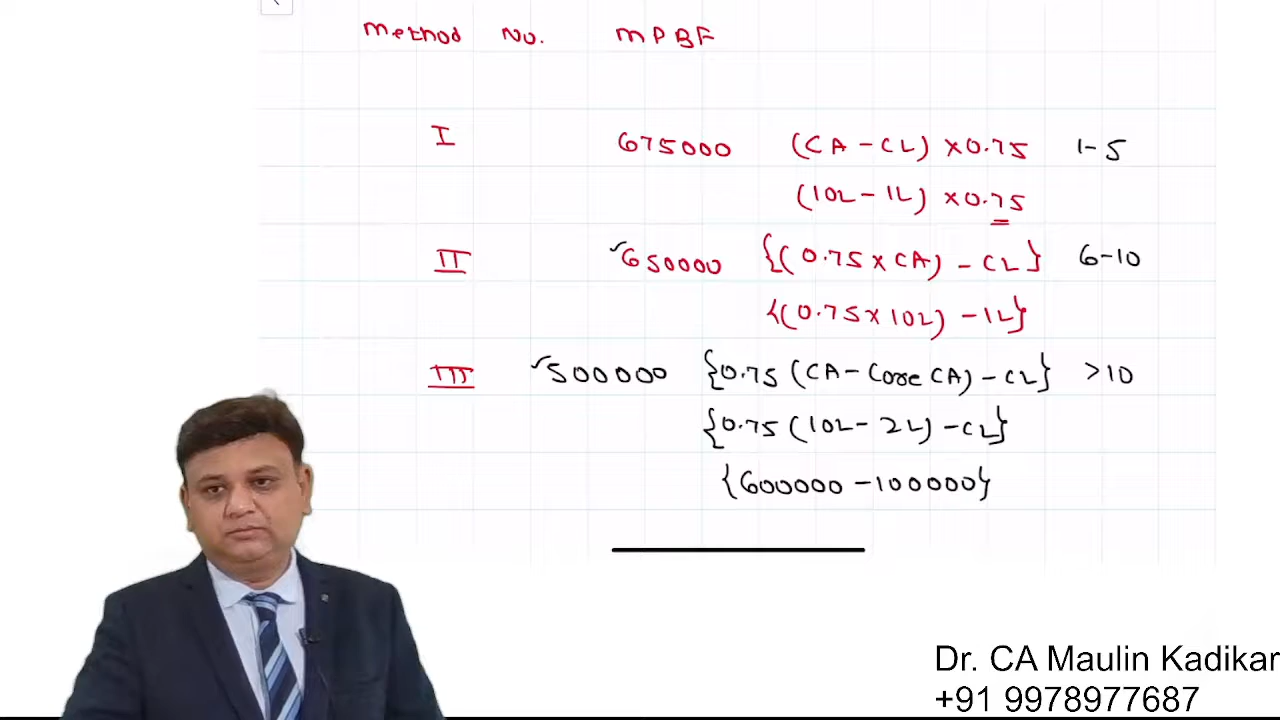 Method No. MPBF
I 675000 (CA-CL) ×0.75 1-5
(10L-1L) ×0.75
II ✓650000 {(0.75×CA)-CL} 6-10
{(0.75×10L)-1L}
III ✓500000 {0.75(CA-Core CA)-CL} >10
{0.75(10L-2L)-CL}
{600000-100000}
Dr. CA Maulin Kadikar
+91 9978977687